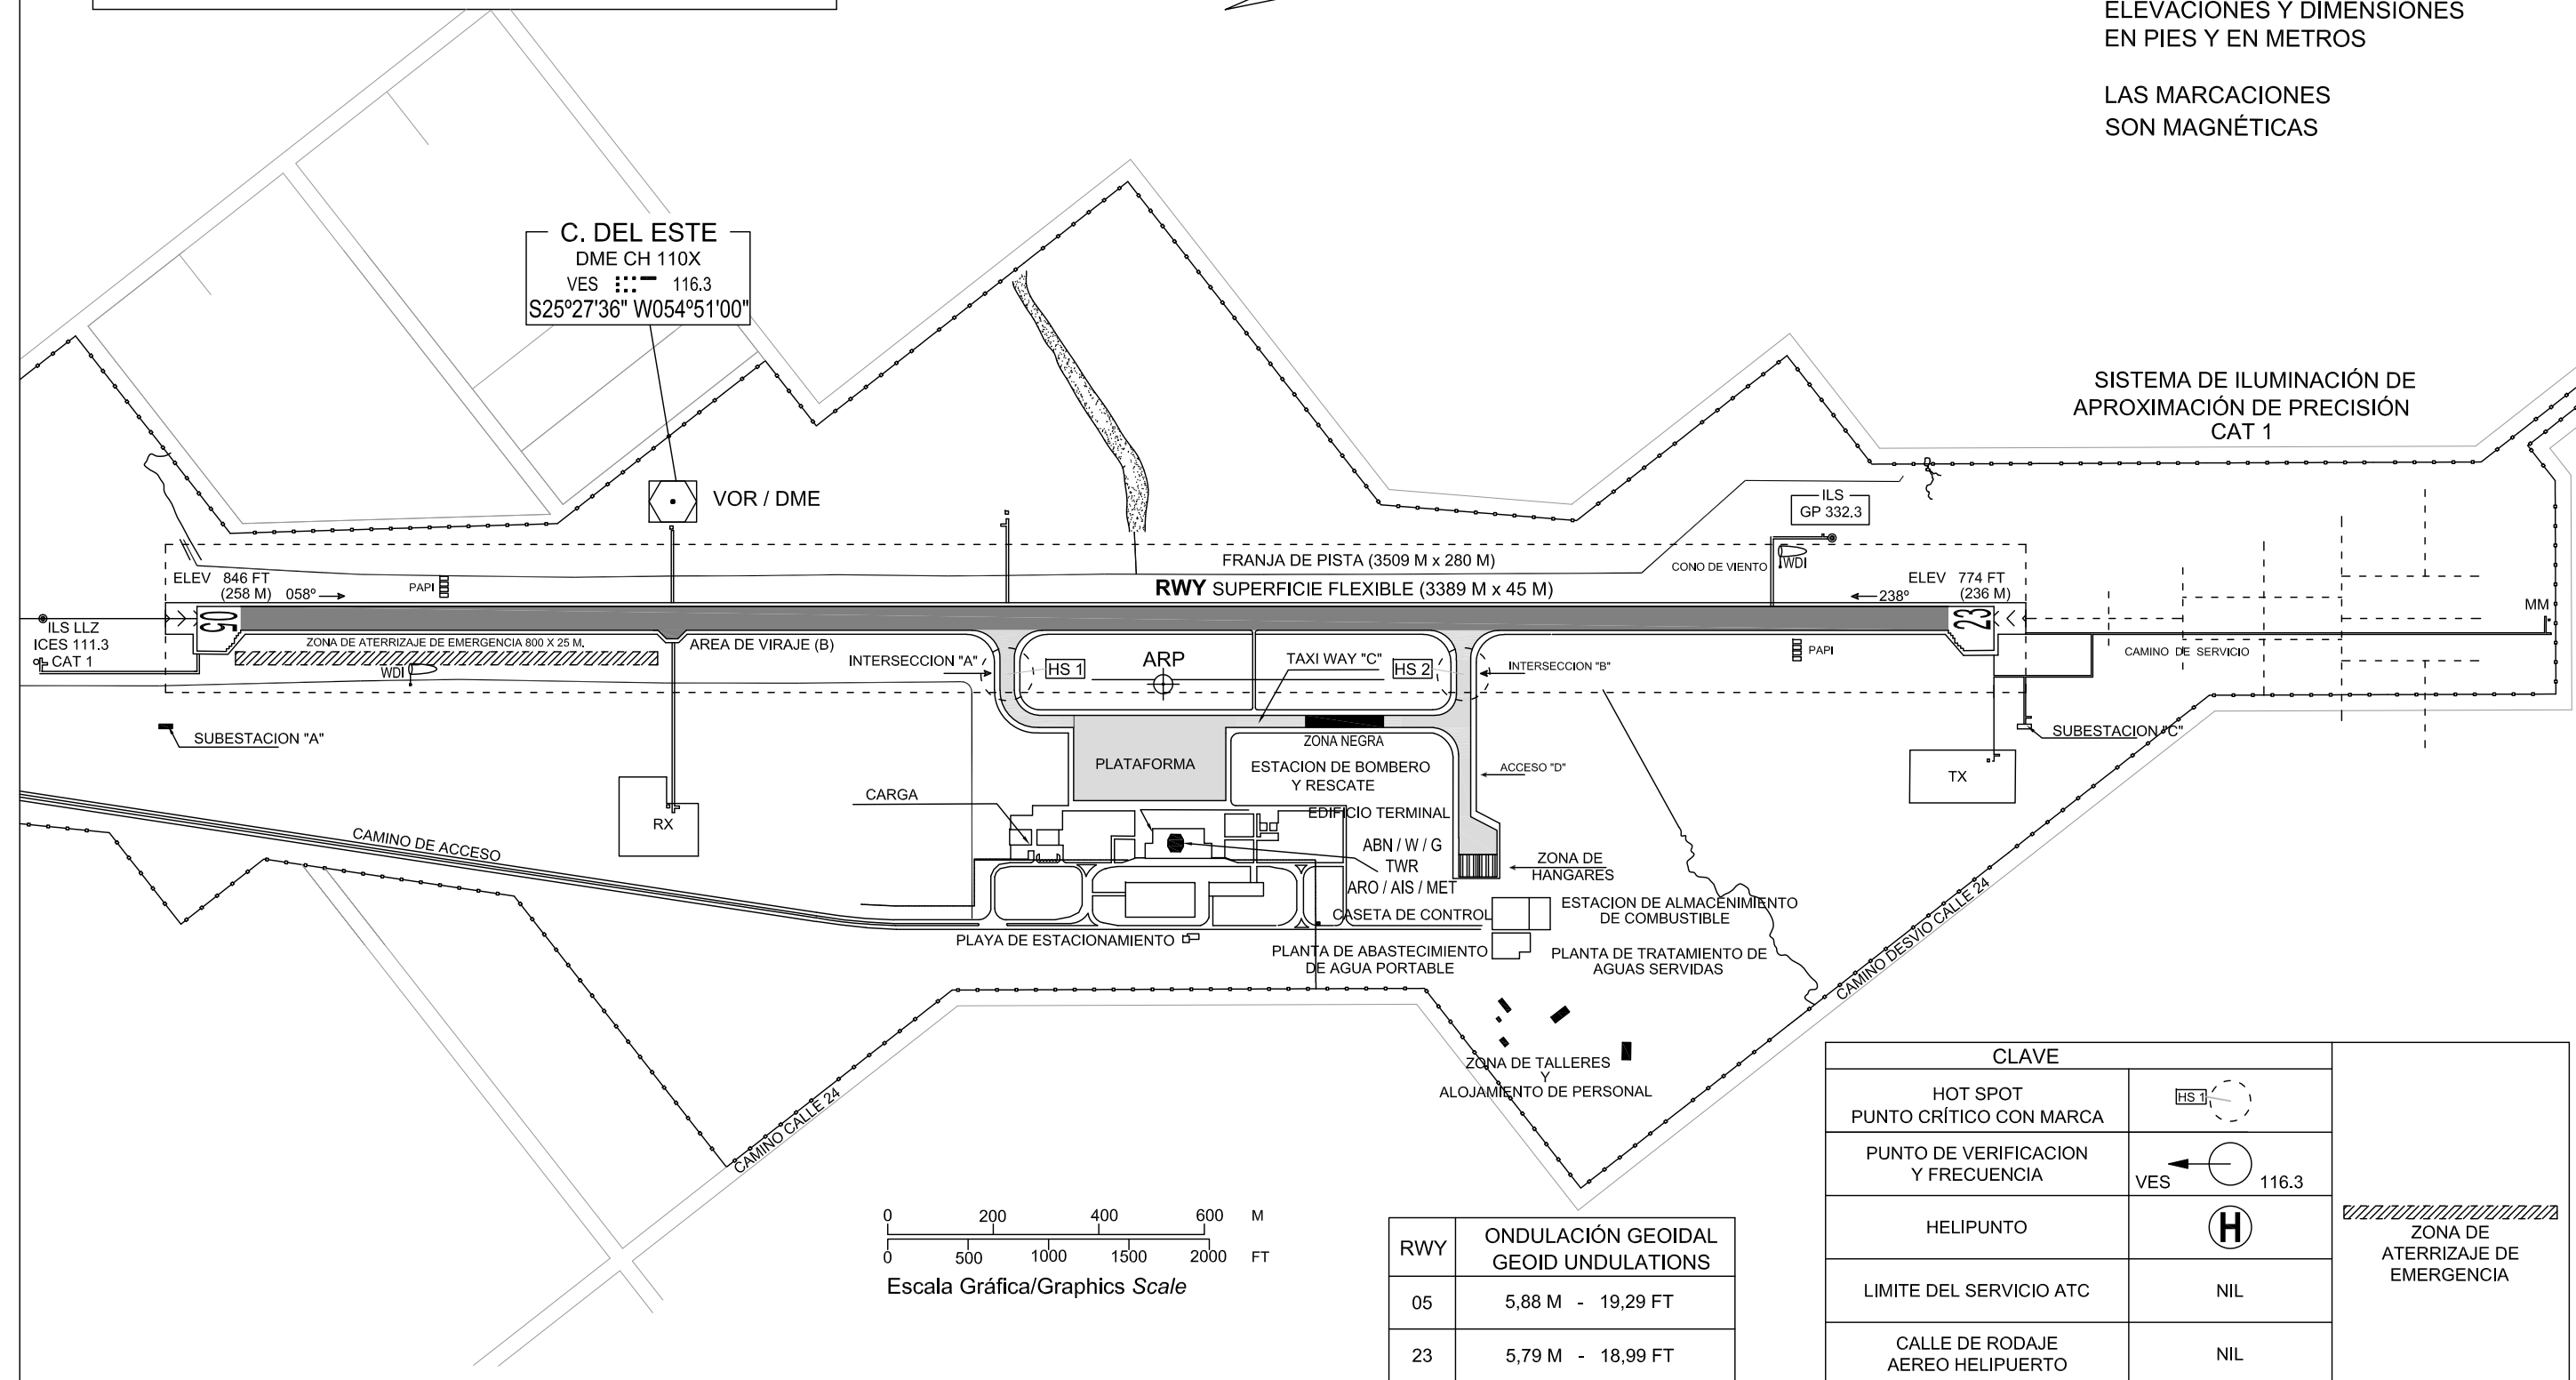 ELEVACIONES Y DIMENSIONES
EN PIES Y EN METROS
LAS MARCACIONES
SON MAGNÉTICAS
C. DEL ESTE
DME CH 110X
VES 116.3
S25º27'36" W054º51'00"
VOR / DME
SISTEMA DE ILUMINACIÓN DE
APROXIMACIÓN DE PRECISIÓN
CAT 1
ILS
GP 332.3
FRANJA DE PISTA (3509 M x 280 M)
CONO DE VIENTO
WDI
RWY SUPERFICIE FLEXIBLE (3389 M x 45 M)
ELEV 846 FT
(258 M)
058º
PAPI
ELEV 774 FT
(236 M)
238º
MM
05
23
ILS LLZ
ICES 111.3
CAT 1
ZONA DE ATERRIZAJE DE EMERGENCIA 800 X 25 M.
WDI
AREA DE VIRAJE (B)
INTERSECCION "A"
HS 1
ARP
TAXI WAY "C"
HS 2
INTERSECCION "B"
PAPI
CAMINO DE SERVICIO
SUBESTACION "A"
SUBESTACION "C"
ZONA NEGRA
PLATAFORMA
ESTACION DE BOMBERO
Y RESCATE
ACCESO "D"
TX
CARGA
EDIFICIO TERMINAL
RX
CAMINO DE ACCESO
ABN / W / G
TWR
ARO / AIS / MET
ZONA DE
HANGARES
CASETA DE CONTROL
ESTACION DE ALMACENIMIENTO
DE COMBUSTIBLE
PLAYA DE ESTACIONAMIENTO
PLANTA DE ABASTECIMIENTO
DE AGUA PORTABLE
PLANTA DE TRATAMIENTO DE
AGUAS SERVIDAS
CAMINO DESVIO CALLE 24
ZONA DE TALLERES
Y
ALOJAMIENTO DE PERSONAL
CAMINO CALLE 24
0 200 400 600 M
0 500 1000 1500 2000 FT
Escala Gráfica/Graphics Scale
RWY
ONDULACIÓN GEOIDAL
GEOID UNDULATIONS
05 5,88 M - 19,29 FT
23 5,79 M - 18,99 FT
CLAVE
HOT SPOT
PUNTO CRÍTICO CON MARCA
HS 1
PUNTO DE VERIFICACION
Y FRECUENCIA
VES 116.3
HELIPUNTO
H
LIMITE DEL SERVICIO ATC
NIL
CALLE DE RODAJE
AEREO HELIPUERTO
NIL
ZONA DE
ATERRIZAJE DE
EMERGENCIA